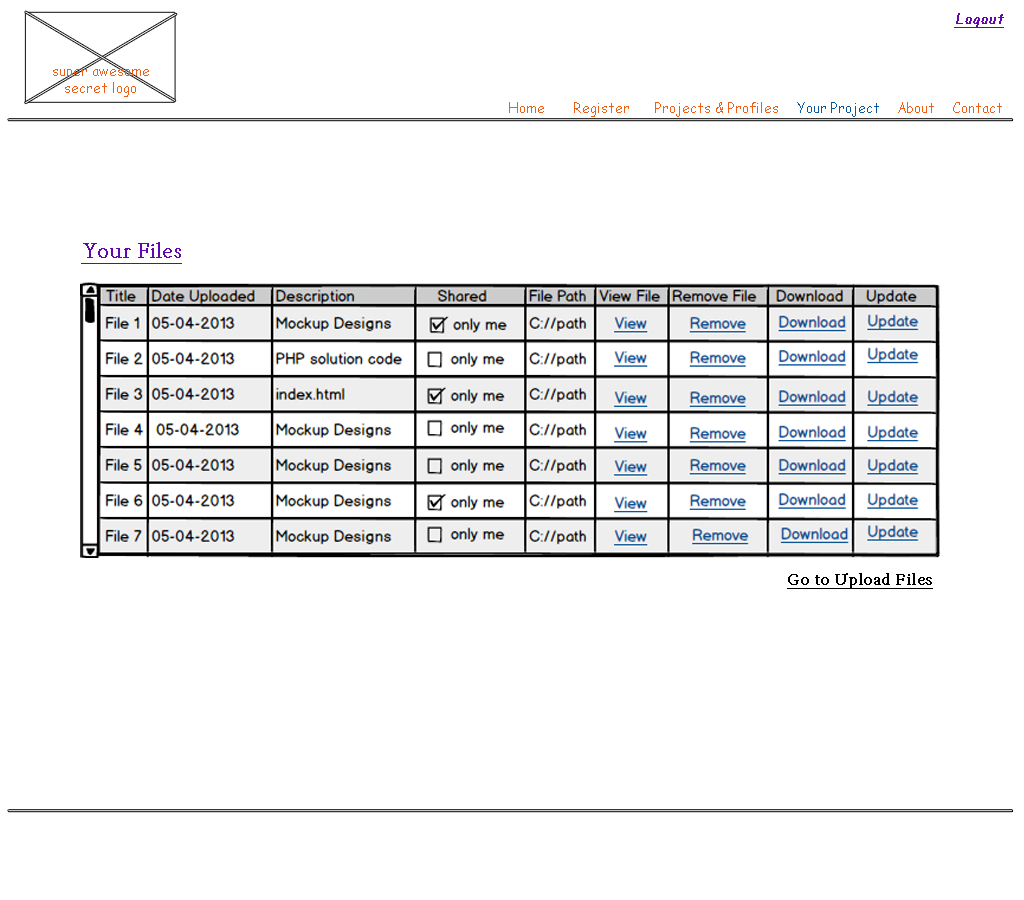 Logout
super awesome
secret logo
Home Register Projects & Profiles Your Project About Contact
Your Files
Title Date Uploaded Description Shared File Path View File Remove File Download Update
File 1 05-04-2013 Mockup Designs only me C://path View Remove Download Update
File 2 05-04-2013 PHP solution code only me C://path View Remove Download Update
File 3 05-04-2013 index.html only me C://path View Remove Download Update
File 4 05-04-2013 Mockup Designs only me C://path View Remove Download Update
File 5 05-04-2013 Mockup Designs only me C://path View Remove Download Update
File 6 05-04-2013 Mockup Designs only me C://path View Remove Download Update
File 7 05-04-2013 Mockup Designs only me C://path View Remove Download Update
Go to Upload Files